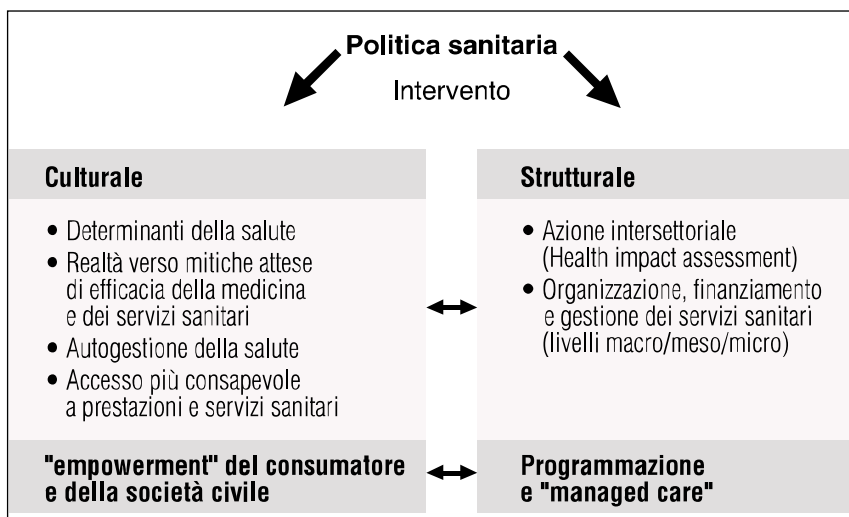 Politica sanitaria
Intervento
Culturale
• Determinanti della salute
• Realtà verso mitiche attese
di efficacia della medicina
e dei servizi sanitari
• Autogestione della salute
• Accesso più consapevole
a prestazioni e servizi sanitari
"empowerment" del consumatore
e della società civile
Strutturale
• Azione intersettoriale
(Health impact assessment)
• Organizzazione, finanziamento
e gestione dei servizi sanitari
(livelli macro/meso/micro)
Programmazione
e "managed care"